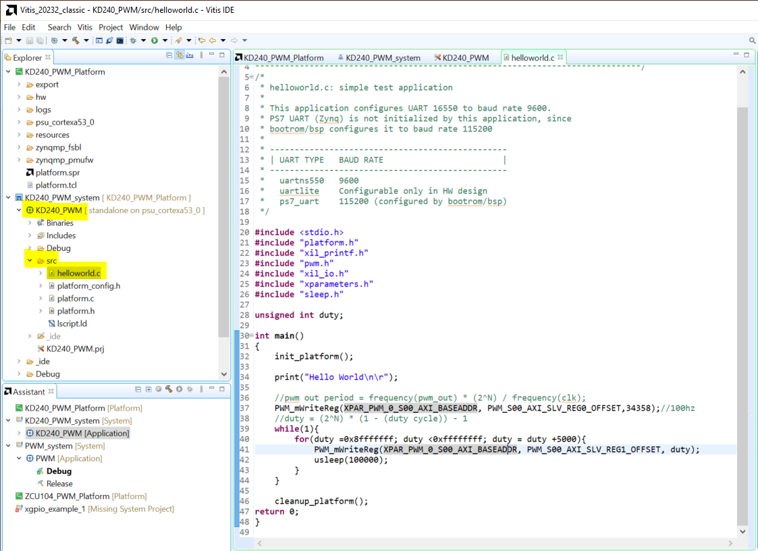 Vitis_20232_classic - KD240_PWM/src/helloworld.c - Vitis IDE
File Edit Search Vitis Project Window Help
Explorer
KD240_PWM_Platform
export
hw
logs
psu_cortexa53_0
resources
zynqmp_fsbl
zynqmp_pmufw
platform.spr
platform.tcl
KD240_PWM_system [ KD240_PWM_Platform ]
KD240_PWM [ standalone on psu_cortexa53_0 ]
Binaries
Includes
Debug
src
helloworld.c
platform_config.h
platform.c
platform.h
lscript.ld
_ide
KD240_PWM.prj
_ide
Debug
Assistant
KD240_PWM_Platform [Platform]
KD240_PWM_system [System]
KD240_PWM [Application]
PWM_system [System]
PWM [Application]
Debug
Release
ZCU104_PWM_Platform [Platform]
xgpio_example_1 [Missing System Project]
KD240_PWM_Platform KD240_PWM_system KD240_PWM helloworld.c
5 /*
6 * helloworld.c: simple test application
7 *
8 * This application configures UART 16550 to baud rate 9600.
9 * PS7 UART (Zynq) is not initialized by this application, since
10 * bootrom/bsp configures it to baud rate 115200
11 *
12 * ------------------------------------------------
13 * | UART TYPE BAUD RATE |
14 * ------------------------------------------------
15 * uartns550 9600
16 * uartlite Configurable only in HW design
17 * ps7_uart 115200 (configured by bootrom/bsp)
18 */
19
20 #include <stdio.h>
21 #include "platform.h"
22 #include "xil_printf.h"
23 #include "pwm.h"
24 #include "xil_io.h"
25 #include "xparameters.h"
26 #include "sleep.h"
27
28 unsigned int duty;
29
30 int main()
31 {
32 init_platform();
33
34 print("Hello World\n\r");
35
36 //pwm out period = frequency(pwm_out) * (2^N) / frequency(clk);
37 PWM_mWriteReg(XPAR_PWM_0_S00_AXI_BASEADDR, PWM_S00_AXI_SLV_REG0_OFFSET,34358);//100hz
38 //duty = (2^N) * (1 - (duty cycle)) - 1
39 while(1){
40 for(duty =0x8fffffff; duty <0xffffffff; duty = duty +5000){
41 PWM_mWriteReg(XPAR_PWM_0_S00_AXI_BASEADDR, PWM_S00_AXI_SLV_REG1_OFFSET, duty);
42 usleep(100000);
43 }
44 }
45
46 cleanup_platform();
47 return 0;
48 }
49